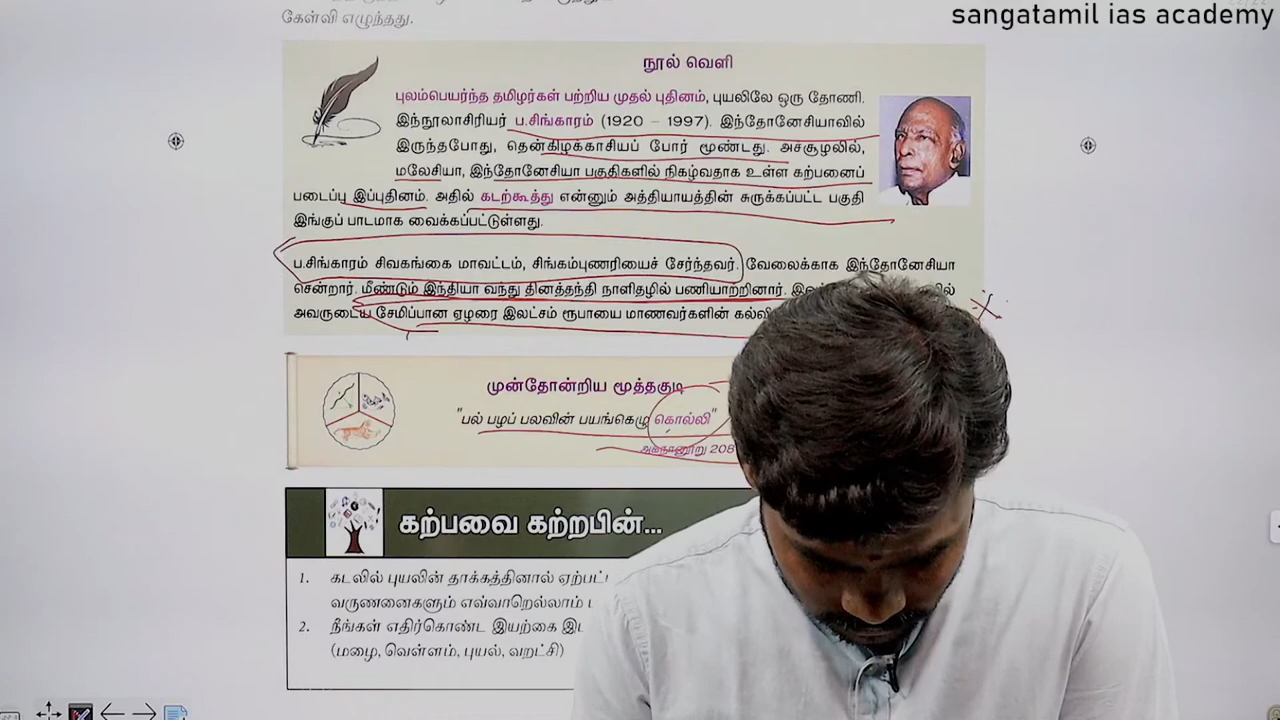 கேள்வி எழுந்தது.
sangatamil ias academy
நூல் வெளி
புலம்பெயர்ந்த தமிழர்கள் பற்றிய முதல் புதினம், புயலிலே ஒரு தோணி.
இந்நூலாசிரியர் ப.சிங்காரம் (1920 – 1997). இந்தோனேசியாவில்
இருந்தபோது, தென்கிழக்காசியப் போர் மூண்டது. அச்சூழலில்,
மலேசியா, இந்தோனேசியா பகுதிகளில் நிகழ்வதாக உள்ள கற்பனைப்
படைப்பு இப்புதினம். அதில் கடற்கூத்து என்னும் அத்தியாயத்தின் சுருக்கப்பட்ட பகுதி
இங்குப் பாடமாக வைக்கப்பட்டுள்ளது.
ப.சிங்காரம் சிவகங்கை மாவட்டம், சிங்கம்புணரியைச் சேர்ந்தவர். வேலைக்காக இந்தோனேசியா
சென்றார். மீண்டும் இந்தியா வந்து தினத்தந்தி நாளிதழில் பணியாற்றினார்.
அவருடைய சேமிப்பான ஏழரை இலட்சம் ரூபாயை மாணவர்களின்
முன்தோன்றிய மூத்தகுடி
"பல் பழப் பலவின் பயங்கெழு கொல்லி"
அகநானூறு 208
கற்பவை கற்றபின்...
1. கடலில் புயலின் தாக்கத்தினால்
வருணனைகளும் எவ்வாறெல்லாம்
2. நீங்கள் எதிர்கொண்ட இயற்கை
(மழை, வெள்ளம், புயல், வறட்சி)